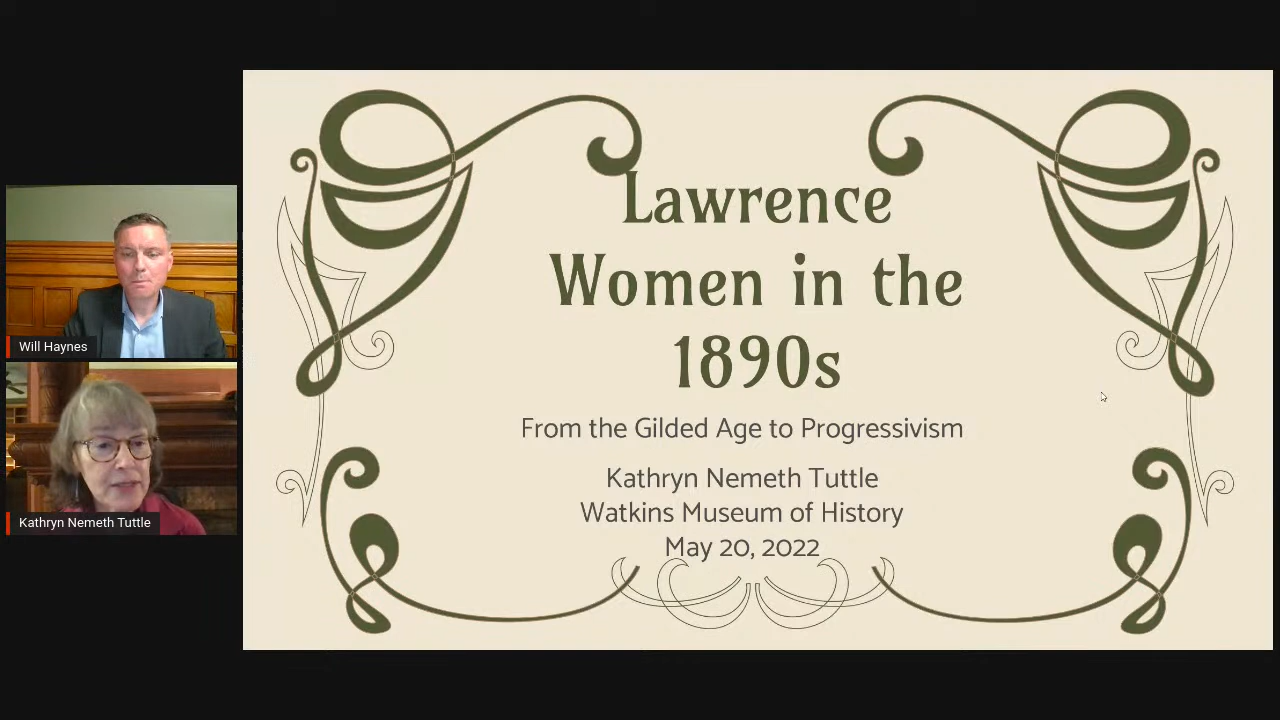 Lawrence
Women in the
1890s
From the Gilded Age to Progressivism
Kathryn Nemeth Tuttle
Watkins Museum of History
May 20, 2022
Will Haynes
Kathryn Nemeth Tuttle